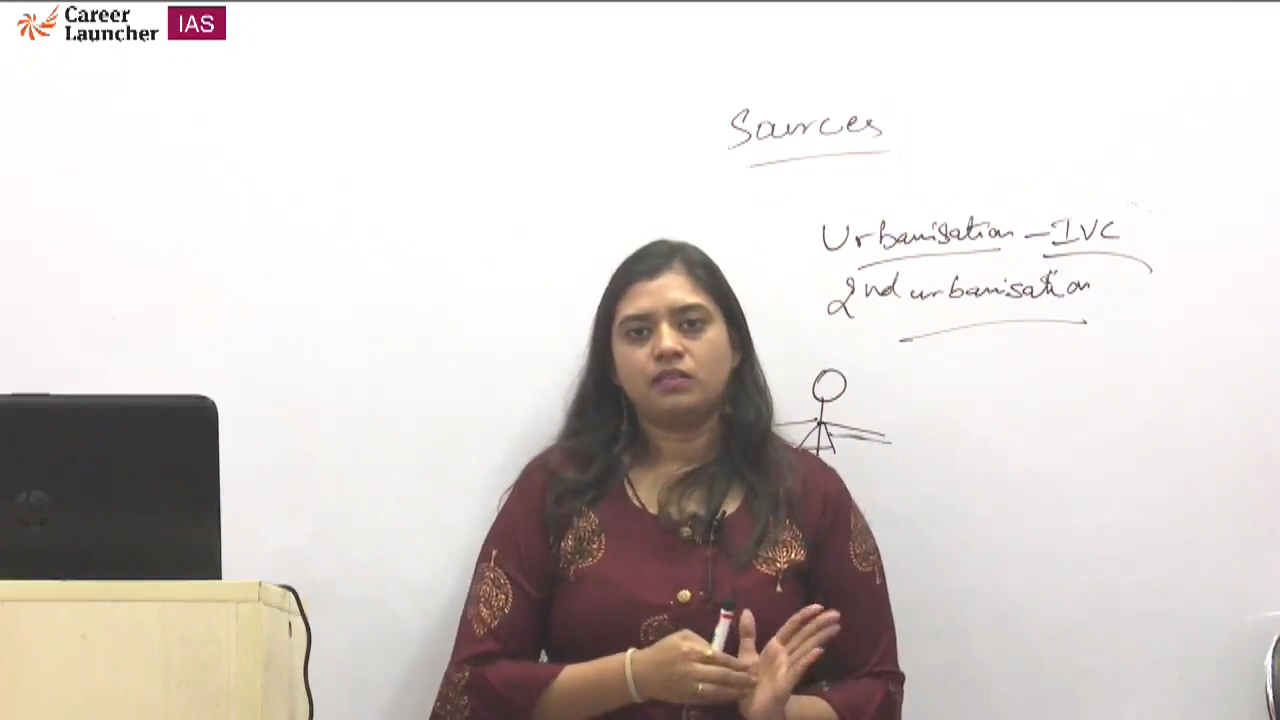 Career
Launcher
IAS
Sources
Urbanisation - IVC
2nd urbanisation